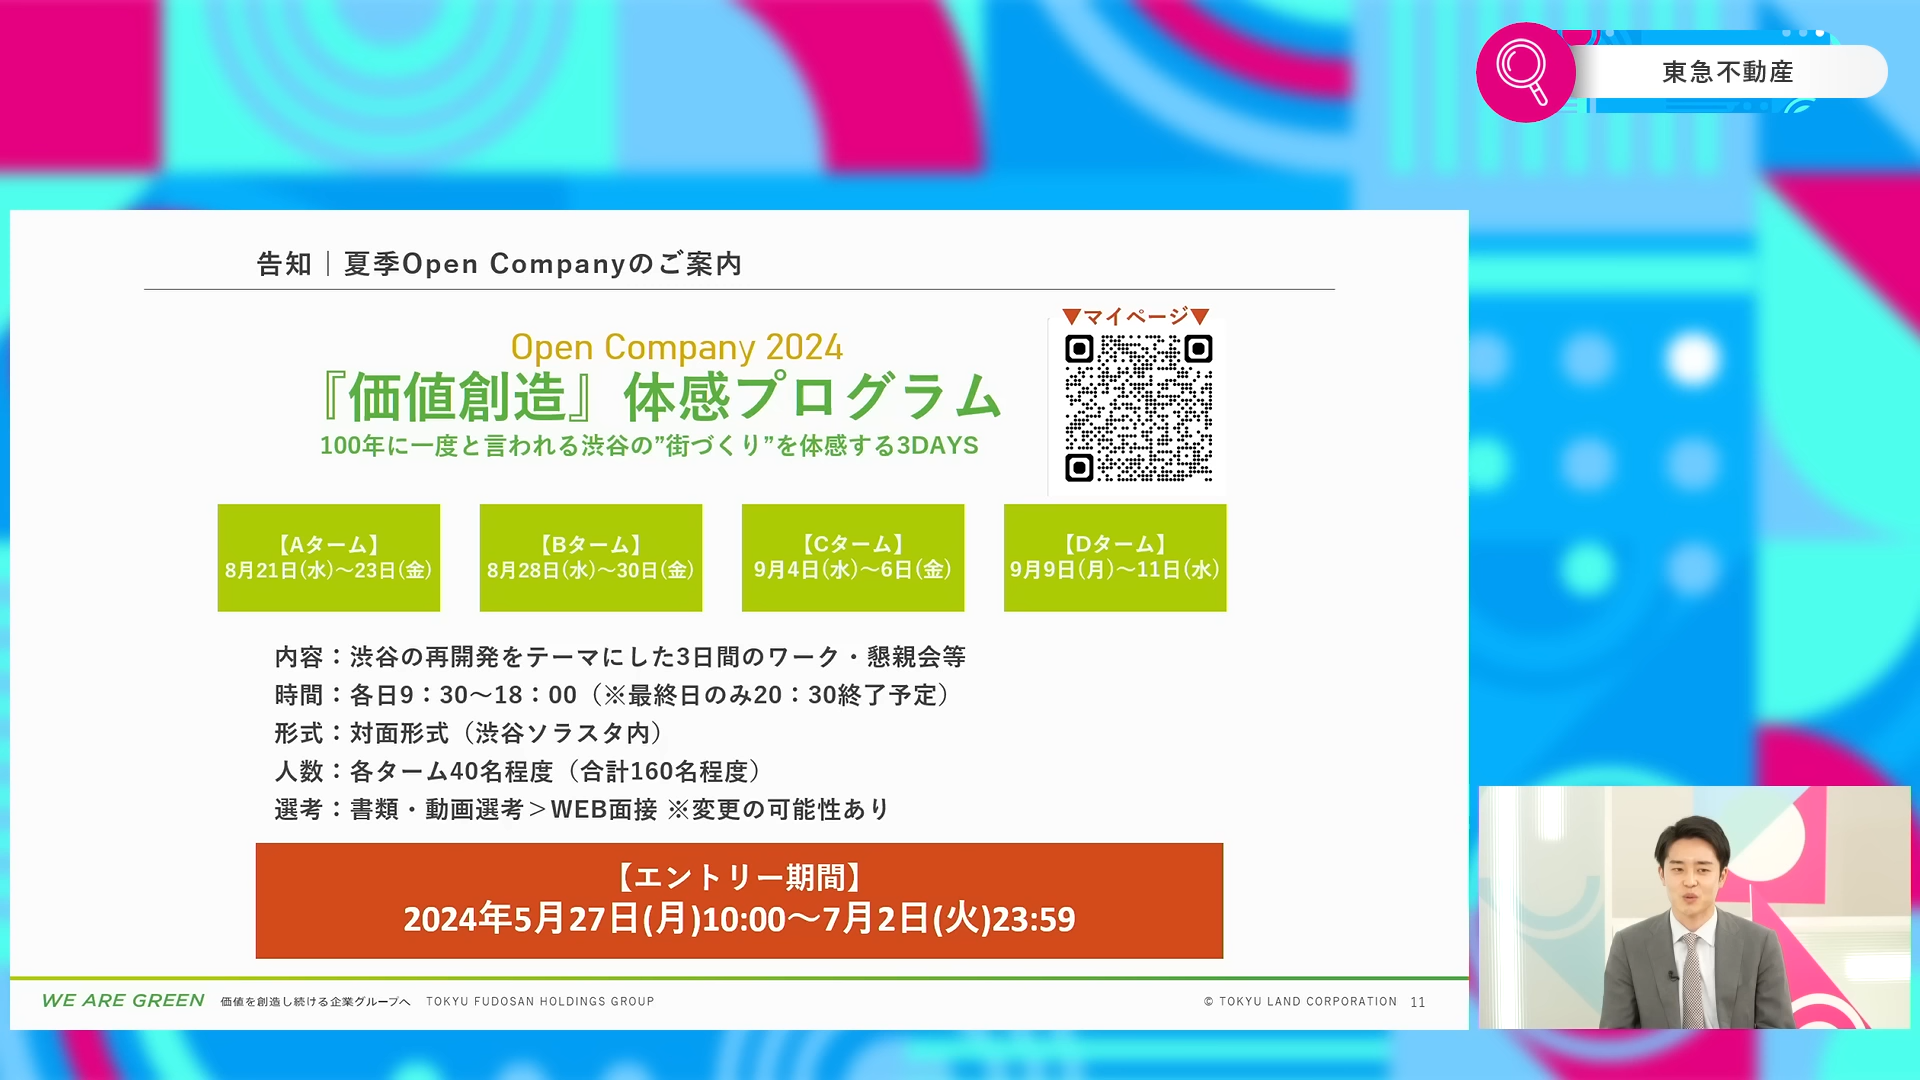 東急不動産
告知｜夏季Open Companyのご案内
▼マイページ▼
Open Company 2024
『価値創造』体感プログラム
100年に一度と言われる渋谷の”街づくり”を体感する3DAYS
【Aターム】
8月21日(水)～23日(金)
【Bターム】
8月28日(水)～30日(金)
【Cターム】
9月4日(水)～6日(金)
【Dターム】
9月9日(月)～11日(水)
内容：渋谷の再開発をテーマにした3日間のワーク・懇親会等
時間：各日9：30～18：00（※最終日のみ20：30終了予定）
形式：対面形式（渋谷ソラスタ内）
人数：各ターム40名程度（合計160名程度）
選考：書類・動画選考＞WEB面接 ※変更の可能性あり
【エントリー期間】
2024年5月27日(月)10:00～7月2日(火)23:59
WE ARE GREEN 価値を創造し続ける企業グループへ TOKYU FUDOSAN HOLDINGS GROUP
© TOKYU LAND CORPORATION 11